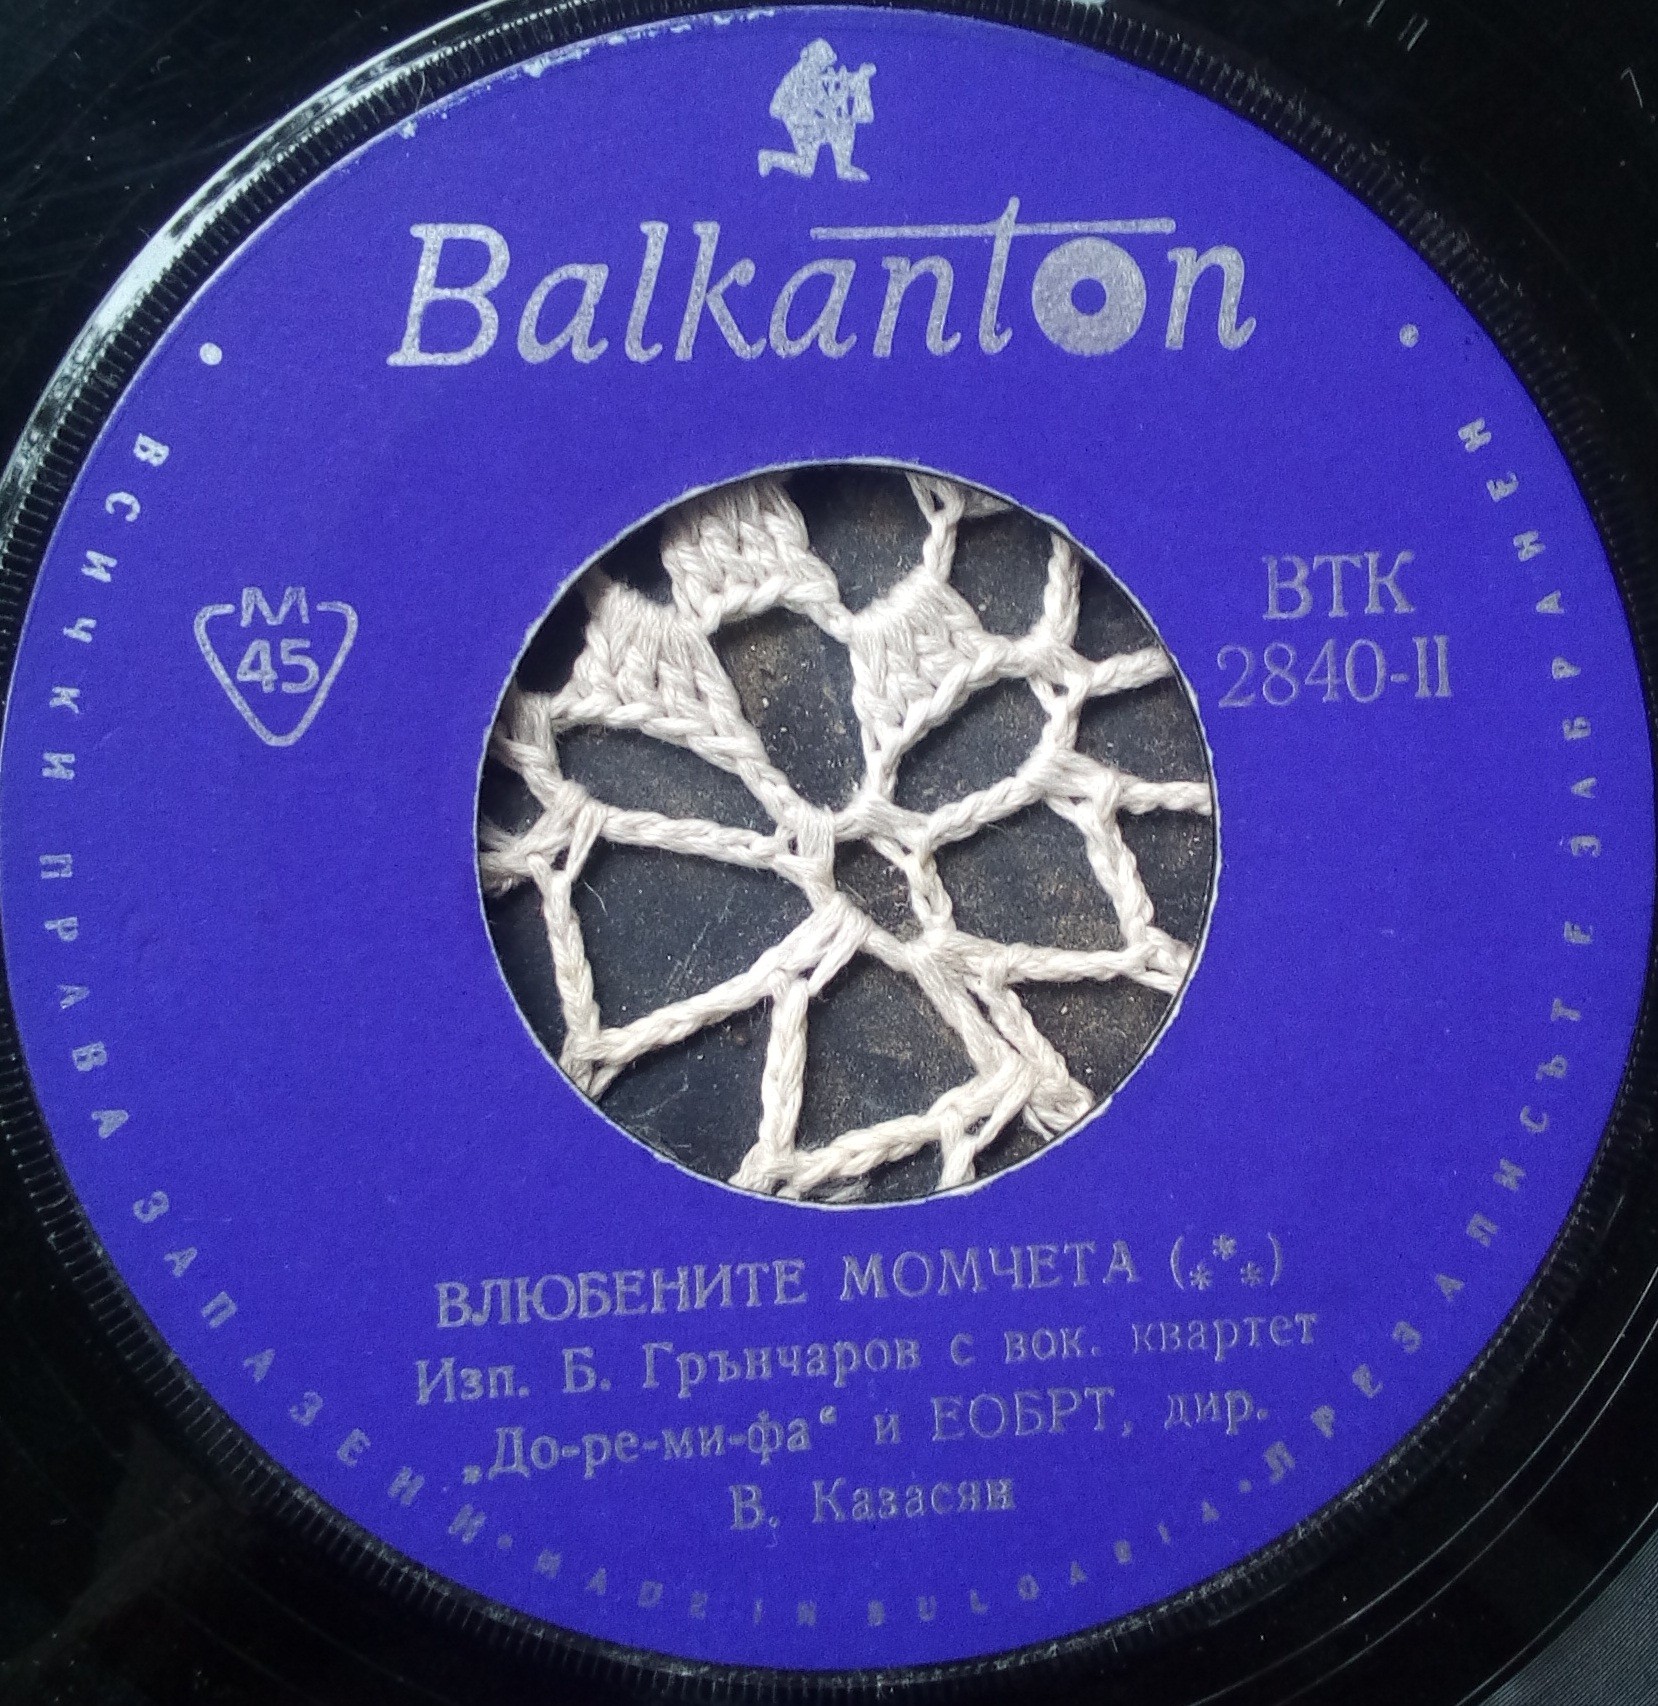 Balkanton
М
45
ВТК
2840-II
ВЛЮБЕНИТЕ МОМЧЕТА (***)
Изп. Б. Грънчаров с вок. квартет
„До-ре-ми-фа“ и ЕОБРТ, дир.
В. Казасян
• ВСИЧКИ ПРАВА ЗАПАЗЕНИ • MADE IN BULGARIA • ПРЕЗАПИСЪТ Е ЗАБРАНЕН •